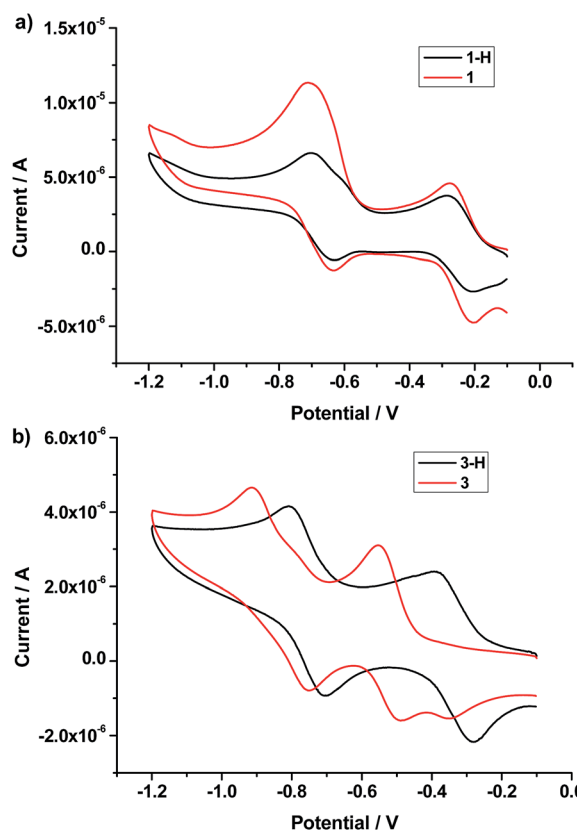 a)
1.5x10⁻⁵
1-H
1
1.0x10⁻⁵
5.0x10⁻⁶
0.0
-5.0x10⁻⁶
Current / A
-1.2 -1.0 -0.8 -0.6 -0.4 -0.2 0.0
Potential / V
b)
6.0x10⁻⁶
3-H
3
4.0x10⁻⁶
2.0x10⁻⁶
0.0
-2.0x10⁻⁶
Current / A
-1.2 -1.0 -0.8 -0.6 -0.4 -0.2
Potential / V